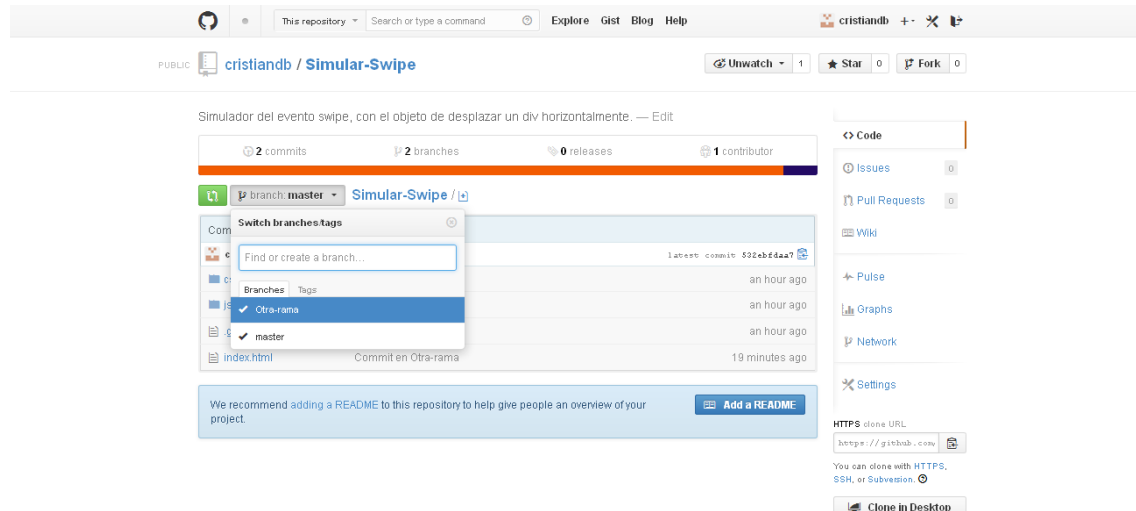 This repository Search or type a command Explore Gist Blog Help cristiandb
PUBLIC cristiandb / Simular-Swipe Unwatch 1 Star 0 Fork 0
Simulador del evento swipe, con el objeto de desplazar un div horizontalmente. — Edit
2 commits 2 branches 0 releases 1 contributor
branch: master Simular-Swipe /
Switch branches/tags
Find or create a branch...
Branches Tags
Otra-rama
master
latest commit 532ebfdaa7
an hour ago
an hour ago
an hour ago
index.html Commit en Otra-rama 19 minutes ago
We recommend adding a README to this repository to help give people an overview of your
project.
Add a README
Code
Issues 0
Pull Requests 0
Wiki
Pulse
Graphs
Network
Settings
HTTPS clone URL
https://github.com
You can clone with HTTPS,
SSH, or Subversion.
Clone in Desktop